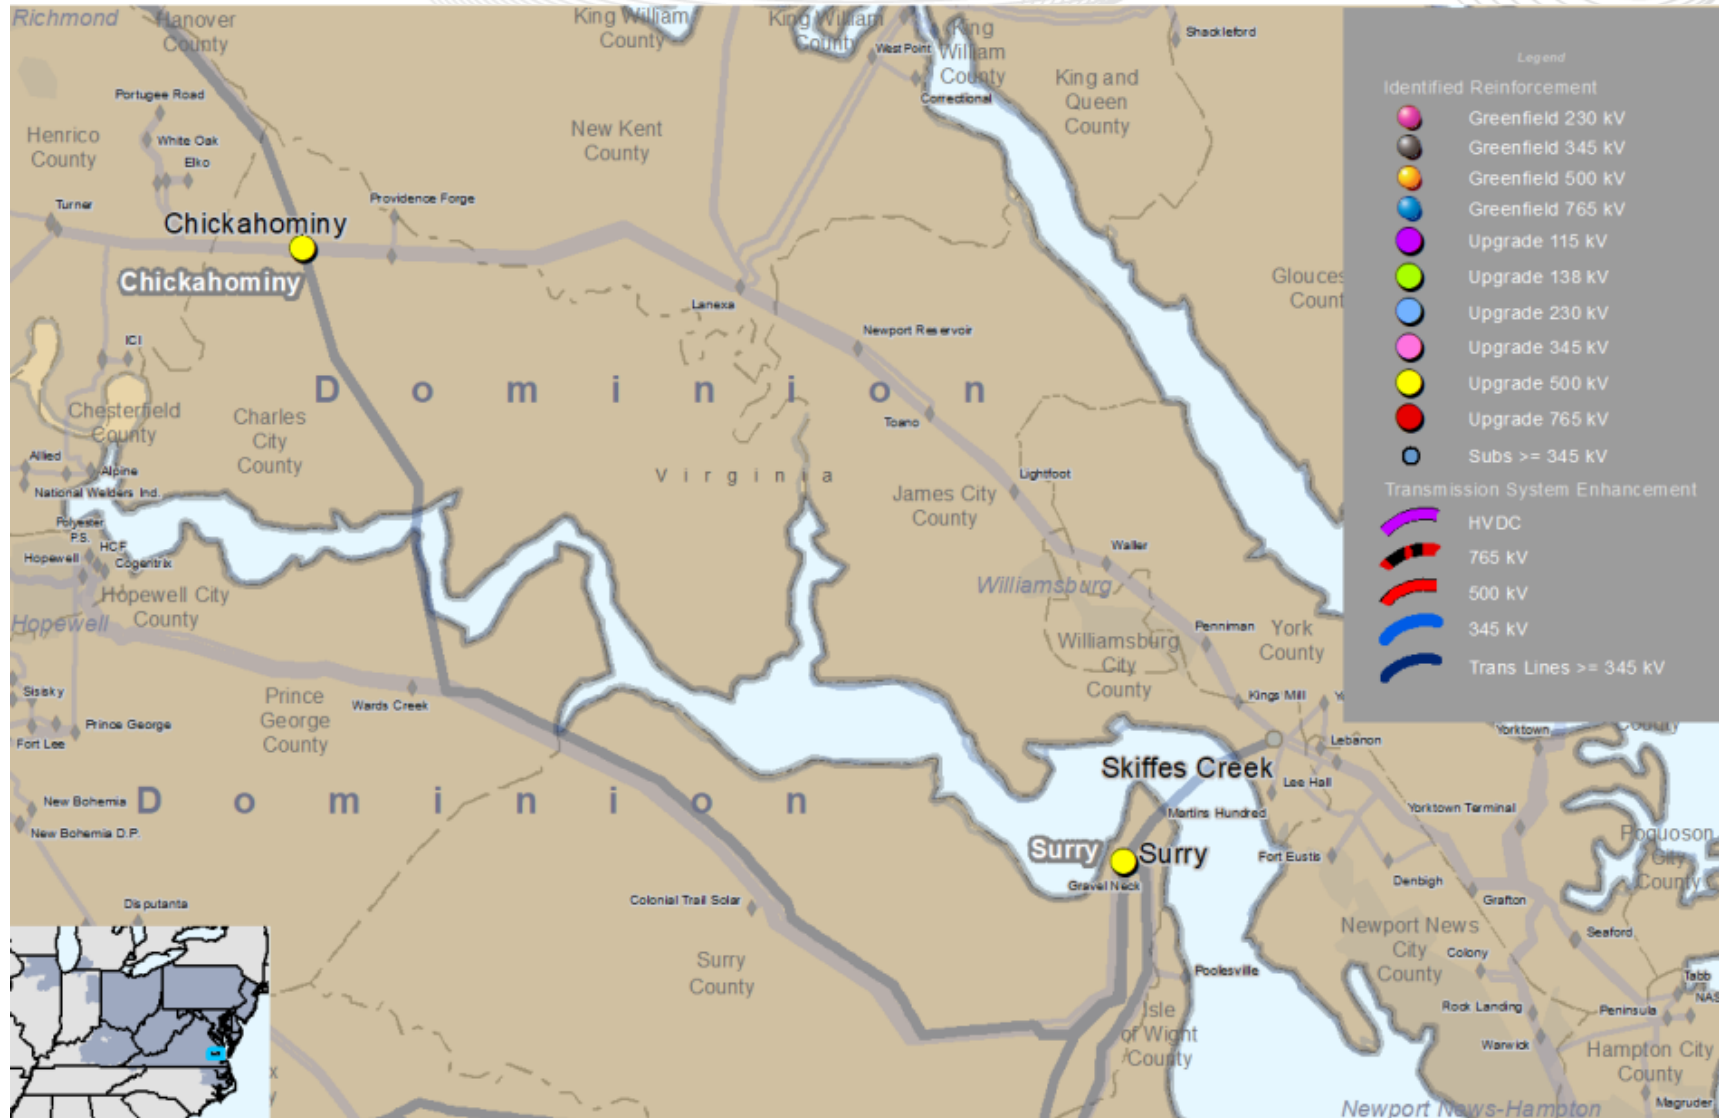 Richmond
Hanover
County
King William
County
King William
County
King
William
County
West Point
Correctional
Shackleford
King and
Queen
County
Portugee Road
White Oak
Elko
Henrico
County
New Kent
County
Turner
Chickahominy
Chickahominy
Providence Forge
Lanexa
Newport Reservoir
Toano
Lightfoot
ICI
Chesterfield
County
Charles
City
County
Dominion
Virginia
Allied
Alpine
National Welders Ind.
Polyester
P.S.
HCF
Hopewell
Cogentrix
Hopewell City
County
Hopewell
James City
County
Waller
Williamsburg
Penniman
Williamsburg
City
County
York
County
Kings Mill
Sisisky
Prince George
Fort Lee
Prince
George
County
Wards Creek
New Bohemia
New Bohemia D.P.
Dominion
Disputanta
Colonial Trail Solar
Surry
County
Skiffes Creek
Surry
Surry
Gravel Neck
Martins Hundred
Lebanon
Lee Hall
Yorktown
Yorktown Terminal
Fort Eustis
Denbigh
Grafton
Seaford
Poquoson
City
County
Newport News
City
County
Colony
Poolesville
Isle
of Wight
County
Rock Landing
Warwick
Peninsula
Tabb
NAS
Hampton City
County
Magruder
Newport News-Hampton
Glouces
Count
County
Legend
Identified Reinforcement
Greenfield 230 kV
Greenfield 345 kV
Greenfield 500 kV
Greenfield 765 kV
Upgrade 115 kV
Upgrade 138 kV
Upgrade 230 kV
Upgrade 345 kV
Upgrade 500 kV
Upgrade 765 kV
Subs >= 345 kV
Transmission System Enhancement
HVDC
765 kV
500 kV
345 kV
Trans Lines >= 345 kV